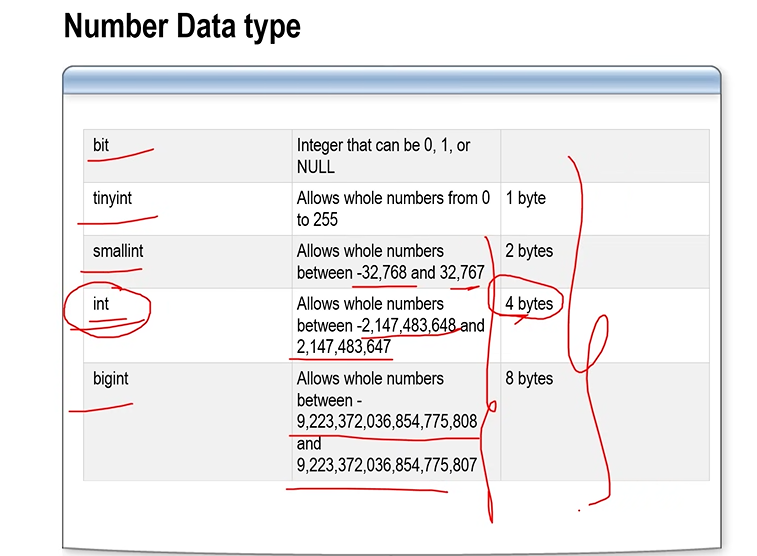 Number Data type
bit
Integer that can be 0, 1, or
NULL
tinyint
Allows whole numbers from 0
to 255
1 byte
smallint
Allows whole numbers
between -32,768 and 32,767
2 bytes
int
Allows whole numbers
between -2,147,483,648 and
2,147,483,647
4 bytes
bigint
Allows whole numbers
between -
9,223,372,036,854,775,808
and
9,223,372,036,854,775,807
8 bytes